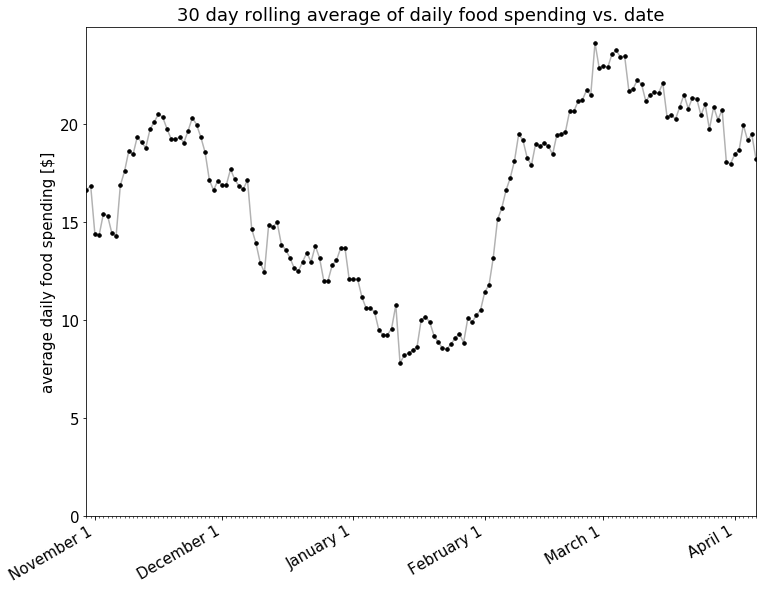 30 day rolling average of daily food spending vs. date
average daily food spending [$]
20
15
10
5
0
November 1
December 1
January 1
February 1
March 1
April 1